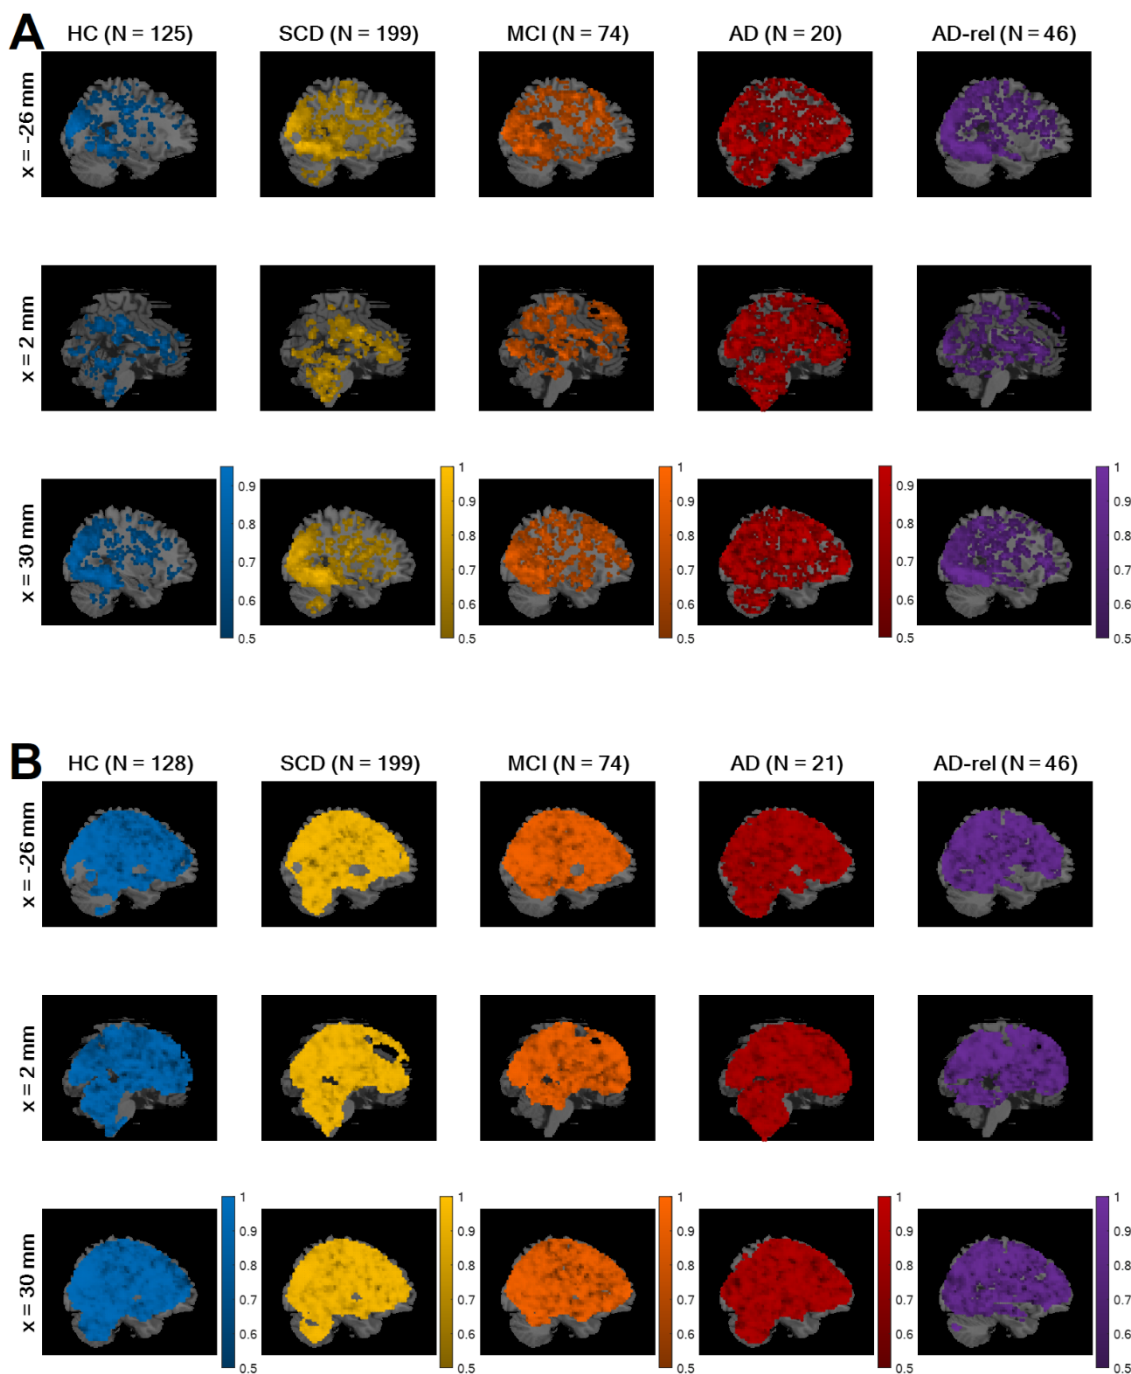 A
HC (N = 125) SCD (N = 199) MCI (N = 74) AD (N = 20) AD-rel (N = 46)
x = -26 mm
x = 2 mm
x = 30 mm
0.9 0.8 0.7 0.6 0.5
1 0.9 0.8 0.7 0.6 0.5
1 0.9 0.8 0.7 0.6 0.5
0.9 0.8 0.7 0.6 0.5
1 0.9 0.8 0.7 0.6 0.5
B
HC (N = 128) SCD (N = 199) MCI (N = 74) AD (N = 21) AD-rel (N = 46)
x = -26 mm
x = 2 mm
x = 30 mm
1 0.9 0.8 0.7 0.6 0.5
1 0.9 0.8 0.7 0.6 0.5
1 0.9 0.8 0.7 0.6 0.5
1 0.9 0.8 0.7 0.6 0.5
1 0.9 0.8 0.7 0.6 0.5